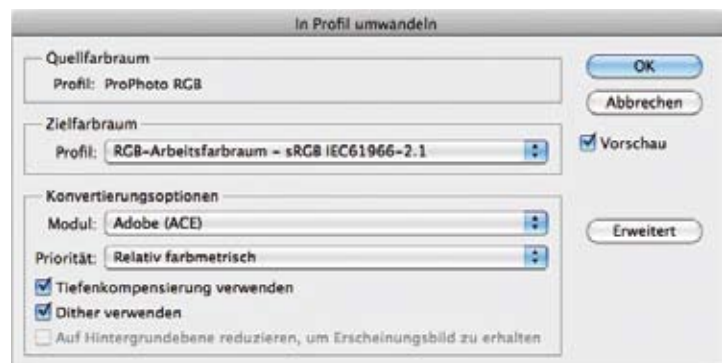 In Profil umwandeln
Quellfarbraum
Profil: ProPhoto RGB
Zielfarbraum
Profil: RGB-Arbeitsfarbraum - sRGB IEC61966-2.1
Konvertierungsoptionen
Modul: Adobe (ACE)
Priorität: Relativ farbmetrisch
Tiefenkompensierung verwenden
Dither verwenden
Auf Hintergrundebene reduzieren, um Erscheinungsbild zu erhalten
OK
Abbrechen
Vorschau
Erweitert